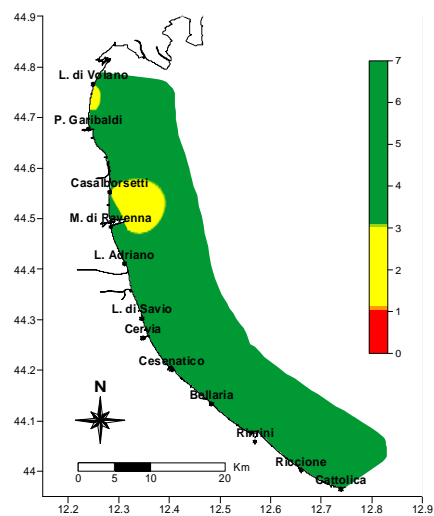 44.9
44.8
44.7
44.6
44.5
44.4
44.3
44.2
44.1
44
L. di Volano
P. Garibaldi
Casalborsetti
M. di Ravenna
L. Adriano
L. di Savio
Cervia
Cesenatico
Bellaria
Rimini
Riccione
Cattolica
7
6
5
4
3
2
1
0
N
0 5 10 20 Km
12.2 12.3 12.4 12.5 12.6 12.7 12.8 12.9